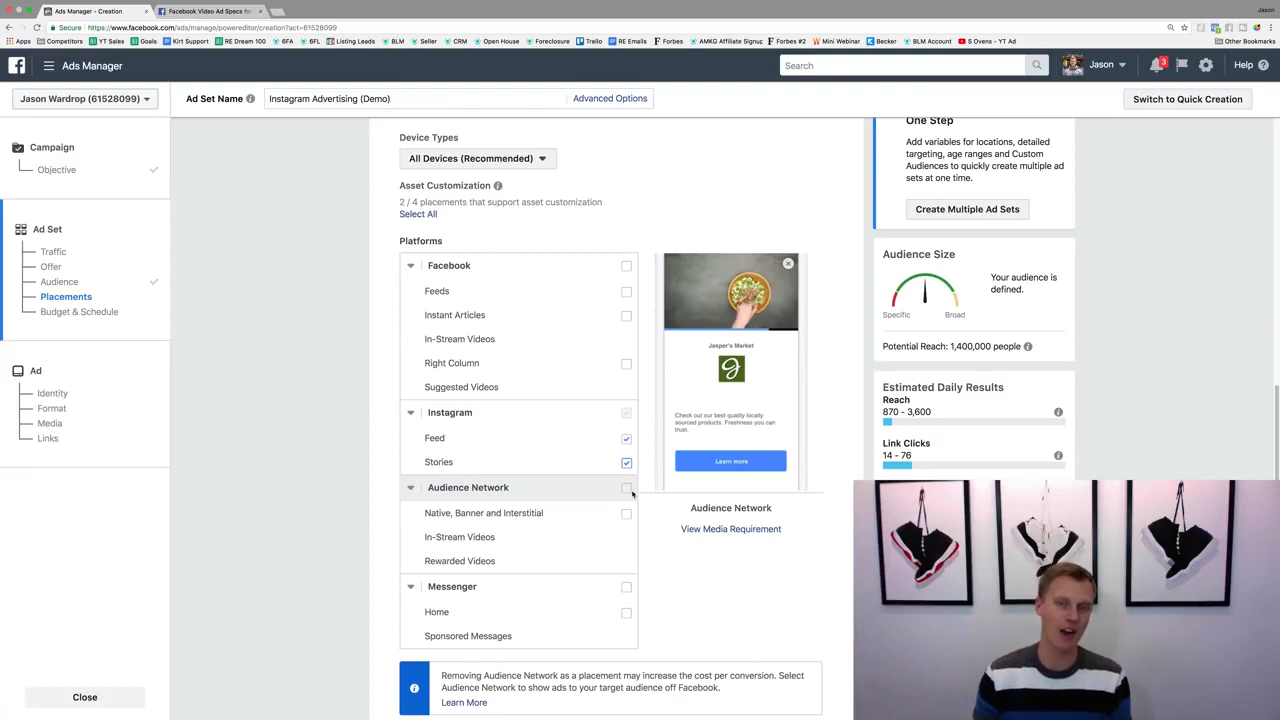 Jason
Ads Manager - Creation
Facebook Video Ad Specs for
Secure
https://www.facebook.com/ads/manage/powereditor/creation?act=61528099
Apps
Competitors
YT Sales
Goals
Kirt Support
RE Dream 100
6FA
6FL
Listing Leads
BLM
Seller
CRM
Open House
Foreclosure
Trello
RE Emails
Forbes
AMKG Affiliate Signup
Forbes #2
Mini Webinar
Becker
BLM Account
S Ovens - YT Ad
Other Bookmarks
Ads Manager
Search
Jason
3
Help
Jason Wardrop (61528099)
Ad Set Name
Instagram Advertising (Demo)
Advanced Options
Switch to Quick Creation
Campaign
Objective
Ad Set
Traffic
Offer
Audience
Placements
Budget & Schedule
Ad
Identity
Format
Media
Links
Close
Device Types
All Devices (Recommended)
Asset Customization
2 / 4 placements that support asset customization
Select All
Platforms
Facebook
Feeds
Instant Articles
In-Stream Videos
Right Column
Suggested Videos
Instagram
Feed
Stories
Audience Network
Native, Banner and Interstitial
In-Stream Videos
Rewarded Videos
Messenger
Home
Sponsored Messages
Jasper's Market
Check out our best quality locally
sourced products. Freshness you can
trust.
Learn more
Audience Network
View Media Requirement
Removing Audience Network as a placement may increase the cost per conversion. Select
Audience Network to show ads to your target audience off Facebook.
Learn More
One Step
Add variables for locations, detailed
targeting, age ranges and Custom
Audiences to quickly create multiple ad
sets at one time.
Create Multiple Ad Sets
Audience Size
Your audience is
defined.
Specific
Broad
Potential Reach: 1,400,000 people
Estimated Daily Results
Reach
870 - 3,600
Link Clicks
14 - 76